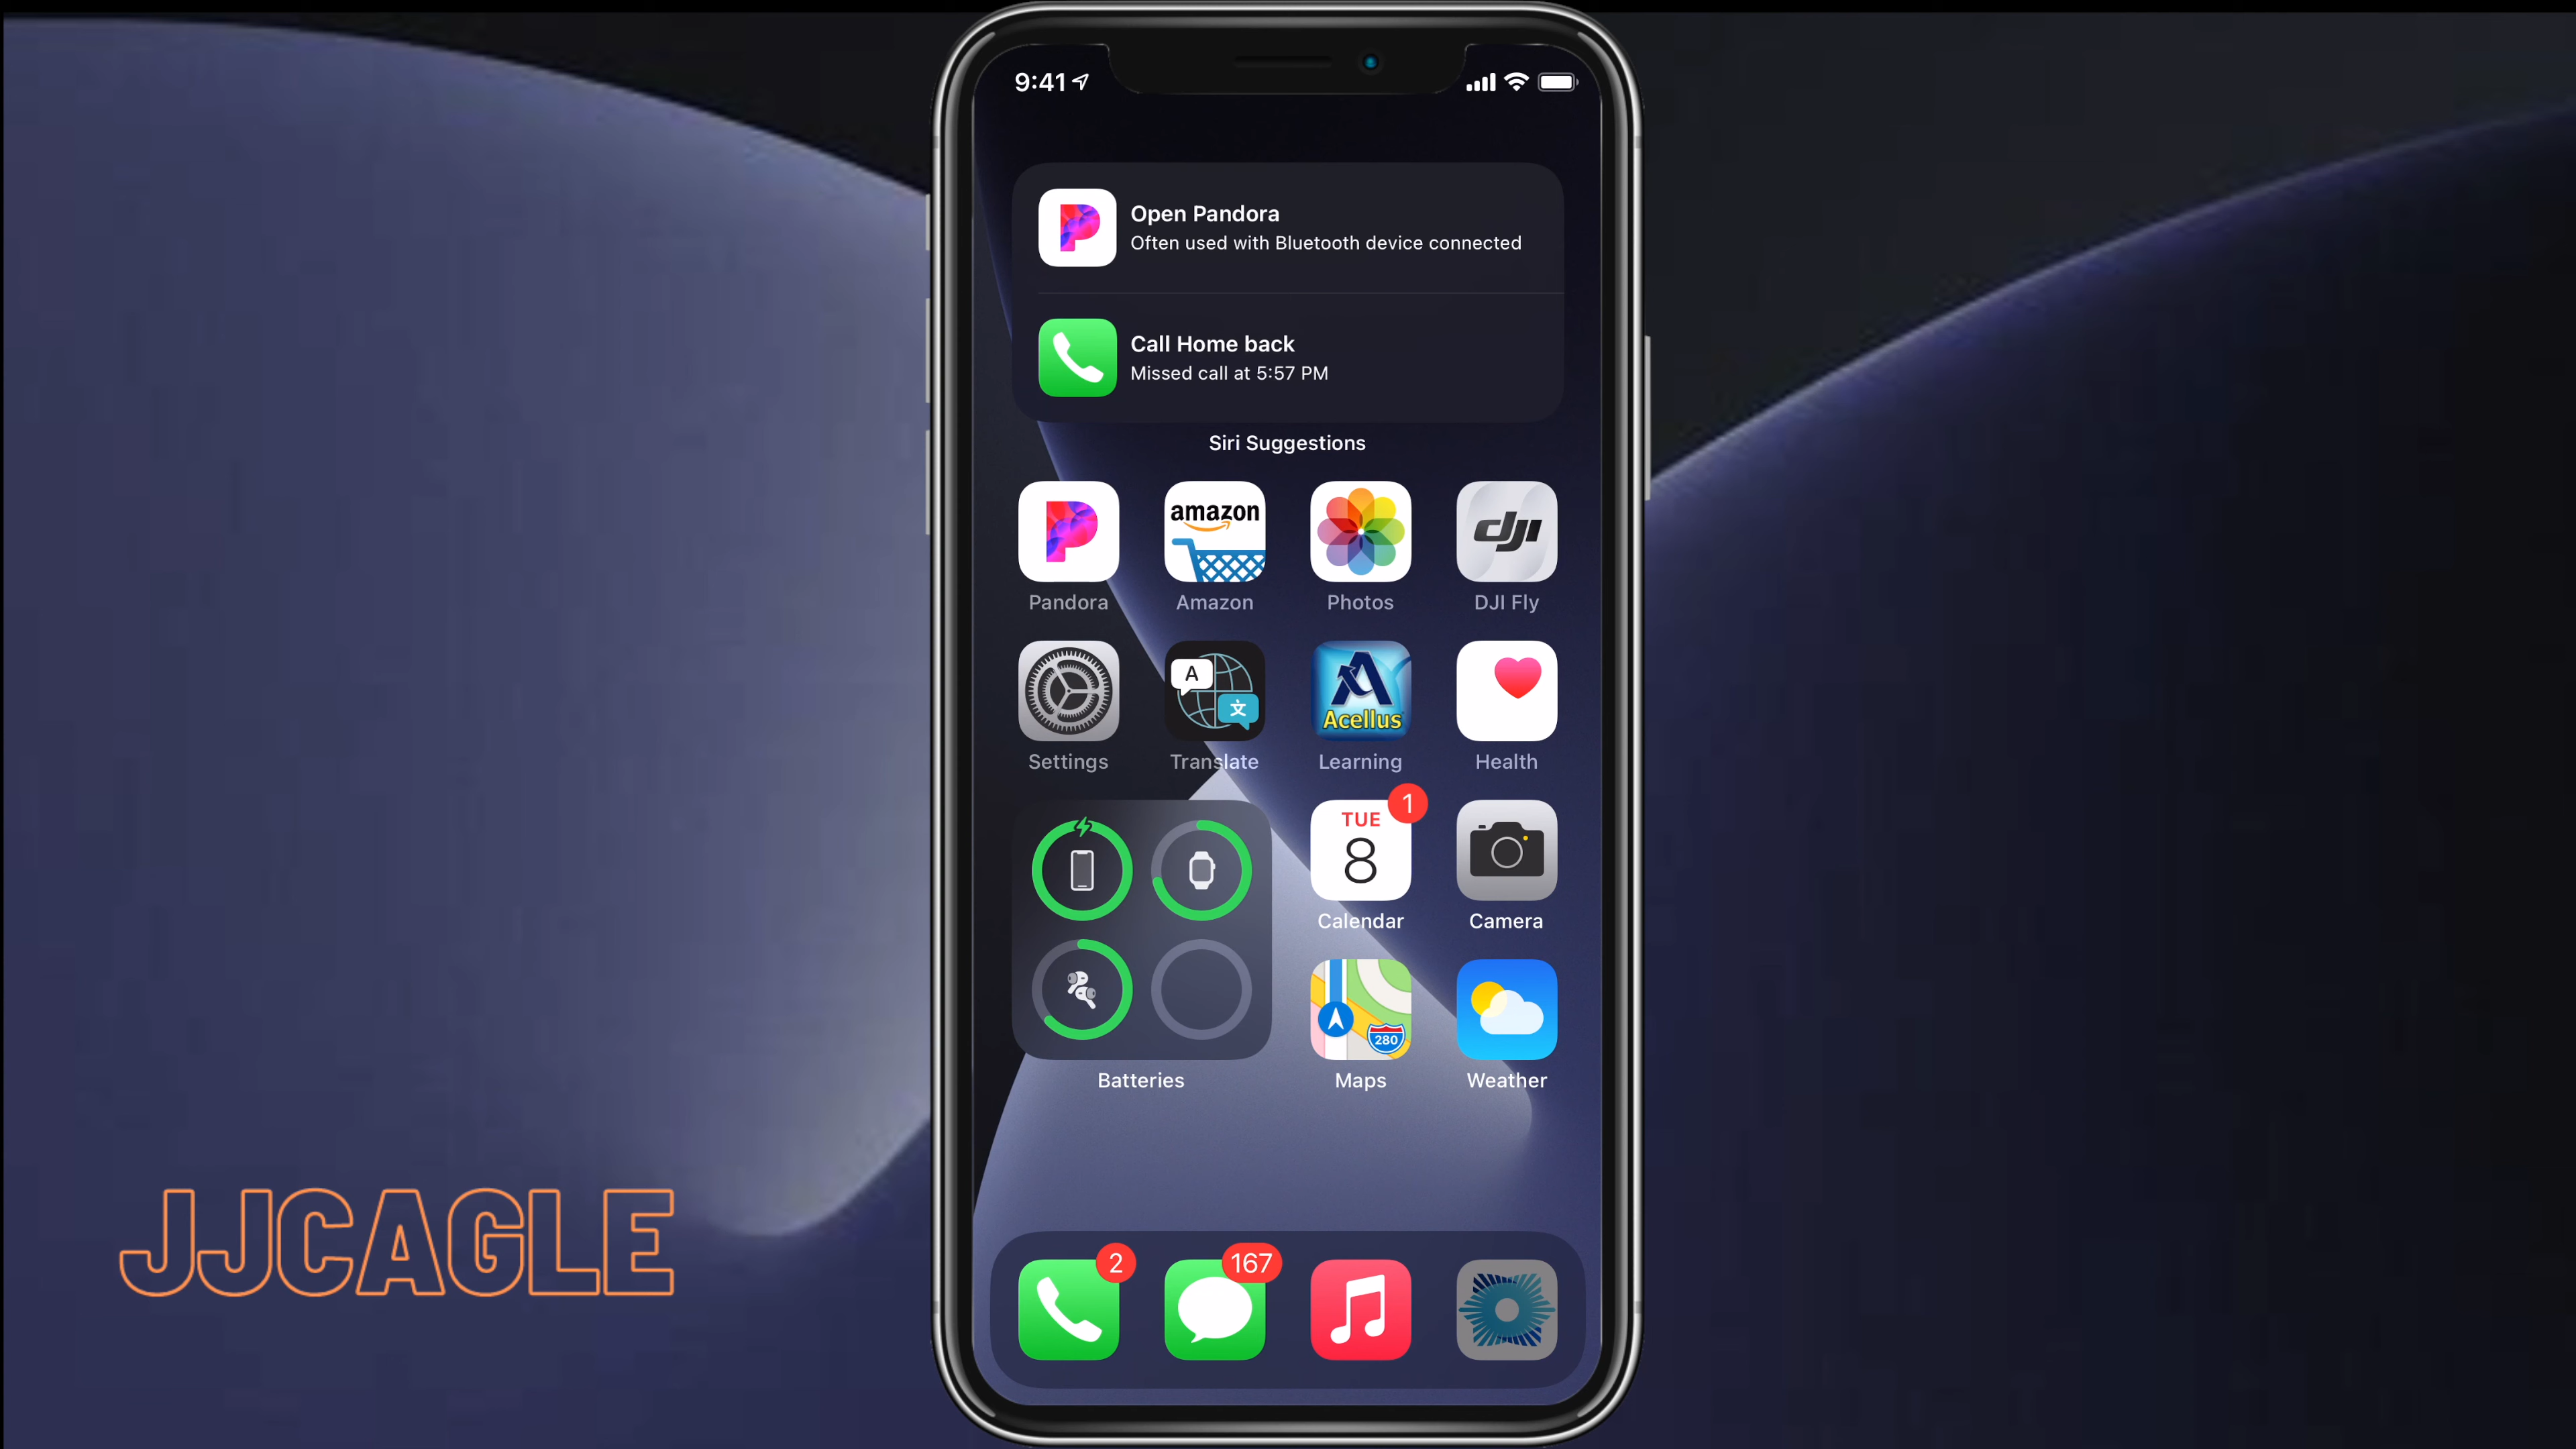 9:41
Open Pandora
Often used with Bluetooth device connected
Call Home back
Missed call at 5:57 PM
Siri Suggestions
amazon
dji
Pandora
Amazon
Photos
DJI Fly
A
文
Acellus
Settings
Translate
Learning
Health
TUE
8
1
Calendar
Camera
280
Batteries
Maps
Weather
2
167
JJCAGLE